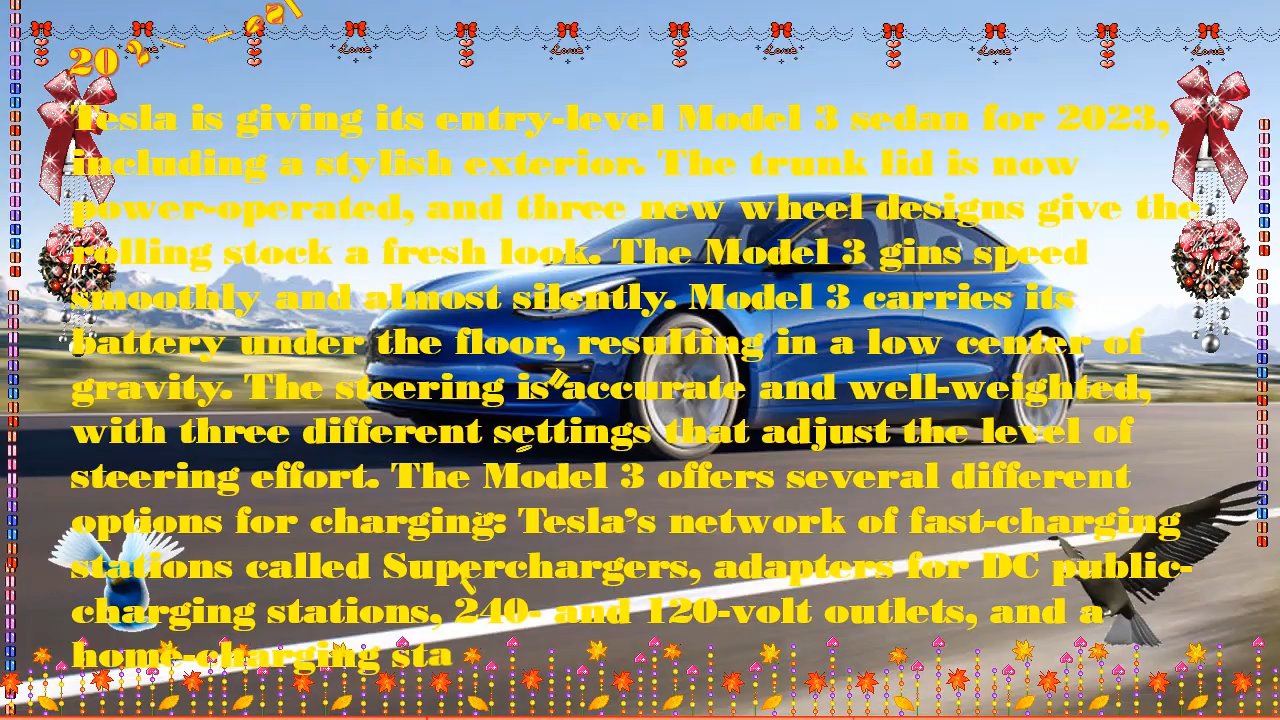 20
Tesla is giving its entry-level Model 3 sedan for 2023,
including a stylish exterior. The trunk lid is now
power-operated, and three new wheel designs give the
rolling stock a fresh look. The Model 3 gins speed
smoothly and almost silently. Model 3 carries its
battery under the floor, resulting in a low center of
gravity. The steering is accurate and well-weighted,
with three different settings that adjust the level of
steering effort. The Model 3 offers several different
options for charging: Tesla’s network of fast-charging
stations called Superchargers, adapters for DC public-
charging stations, 240- and 120-volt outlets, and a
home-charging sta